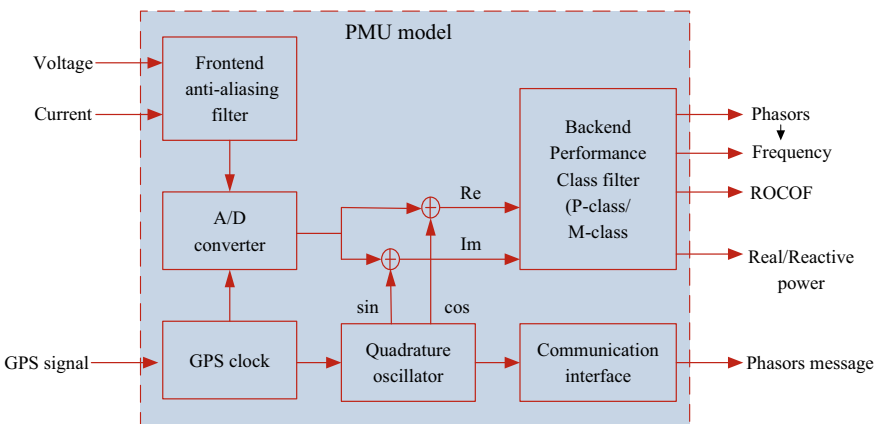 PMU model
Voltage
Current
Frontend
anti-aliasing
filter
A/D
converter
GPS signal
GPS clock
Re
Im
sin
cos
Quadrature
oscillator
Backend
Performance
Class filter
(P-class/
M-class
Communication
interface
Phasors
Frequency
ROCOF
Real/Reactive
power
Phasors message